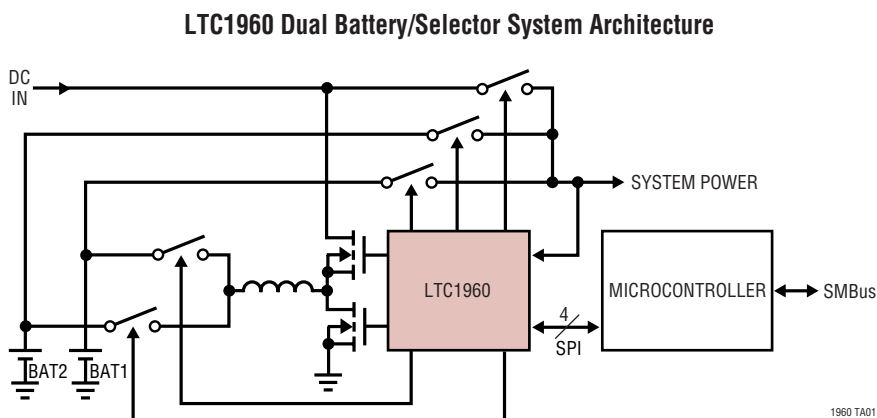 LTC1960 Dual Battery/Selector System Architecture
DC
IN
SYSTEM POWER
LTC1960
MICROCONTROLLER
SMBus
4
SPI
BAT2
BAT1
1960 TA01